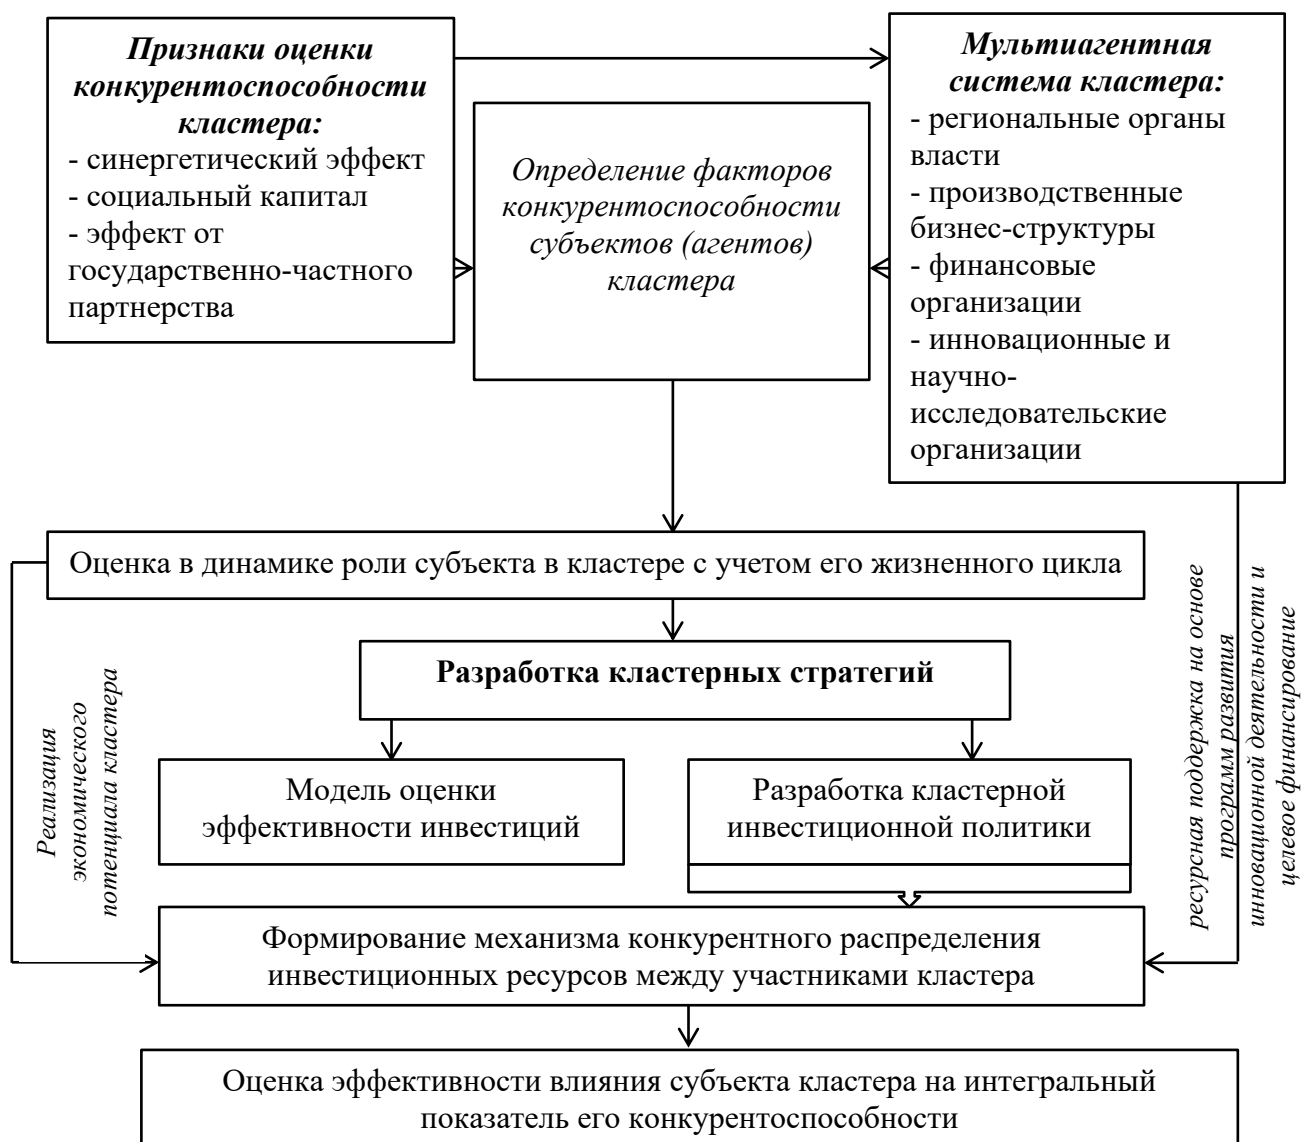 Признаки оценки
конкурентоспособности
кластера:
- синергетический эффект
- социальный капитал
- эффект от
государственно-частного
партнерства
Определение факторов
конкурентоспособности
субъектов (агентов)
кластера
Мультиагентная
система кластера:
- региональные органы
власти
- производственные
бизнес-структуры
- финансовые
организации
- инновационные и
научно-
исследовательские
организации
Оценка в динамике роли субъекта в кластере с учетом его жизненного цикла
Разработка кластерных стратегий
Реализация
экономического
потенциала кластера
Модель оценки
эффективности инвестиций
Разработка кластерной
инвестиционной политики
ресурсная поддержка на основе
программ развития
инновационной деятельности и
целевое финансирование
Формирование механизма конкурентного распределения
инвестиционных ресурсов между участниками кластера
Оценка эффективности влияния субъекта кластера на интегральный
показатель его конкурентоспособности